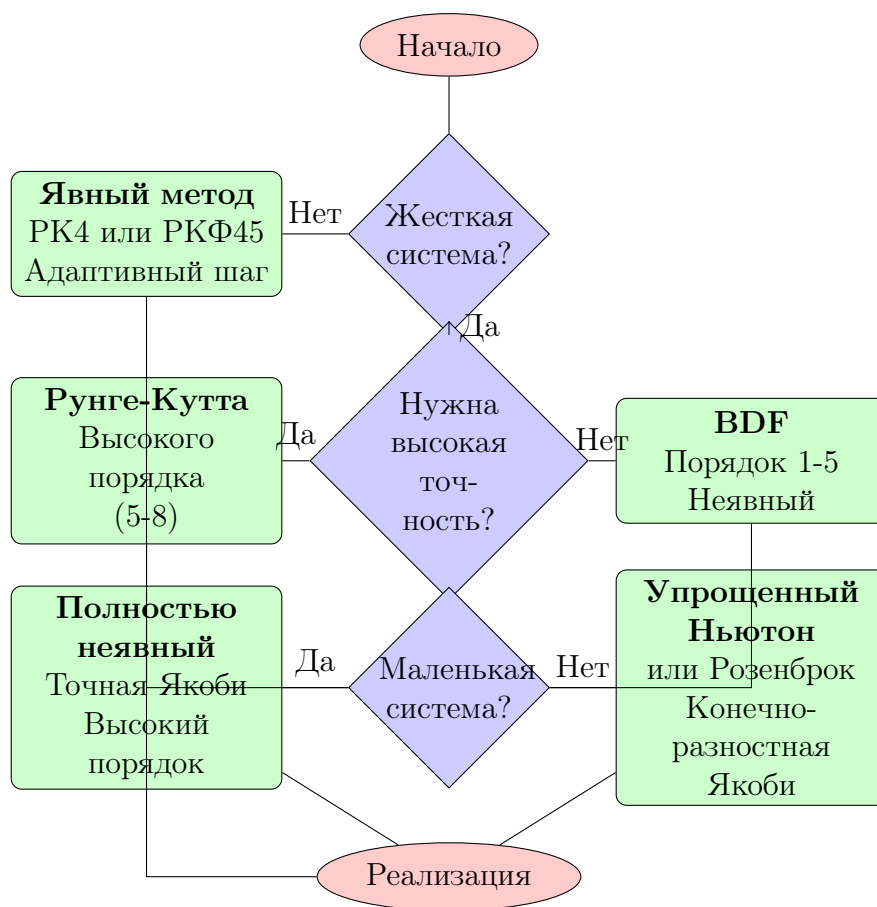 Начало
Явный метод
РК4 или РКФ45
Адаптивный шаг
Нет
Жесткая
система?
Да
Рунге-Кутта
Высокого
порядка
(5-8)
Да
Нужна
высокая
точ-
ность?
Нет
BDF
Порядок 1-5
Неявный
Полностью
неявный
Точная Якоби
Высокий
порядок
Да
Маленькая
система?
Нет
Упрощенный
Ньютон
или Розенброк
Конечно-
разностная
Якоби
Реализация